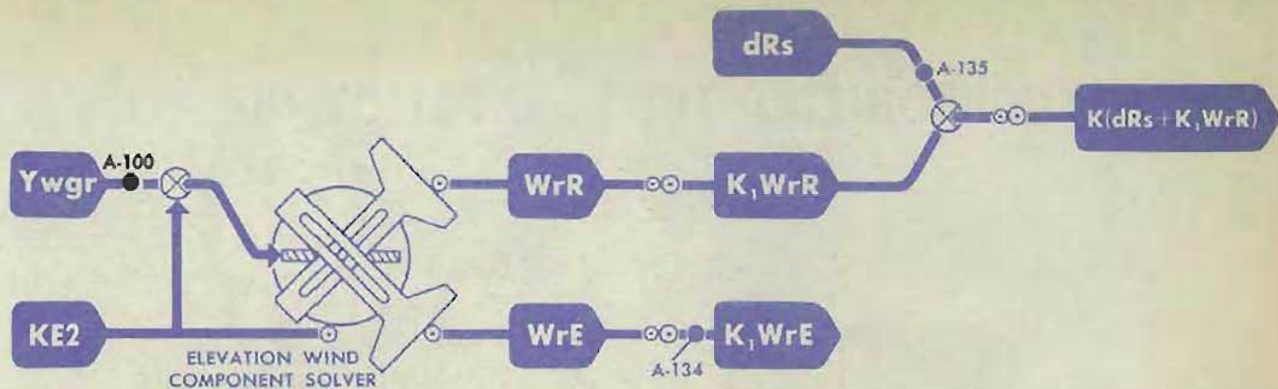 dRs
A-135
K(dRs+K₁WrR)
A-100
Ywgr
WrR
K₁WrR
KE2
WrE
K₁WrE
A-134
ELEVATION WIND
COMPONENT SOLVER